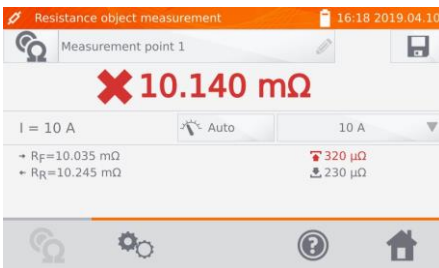 Resistance object measurement 16:18 2019.04.10
Measurement point 1
10.140 mΩ
I = 10 A Auto 10 A
RF=10.035 mΩ 320 μΩ
RR=10.245 mΩ 230 μΩ